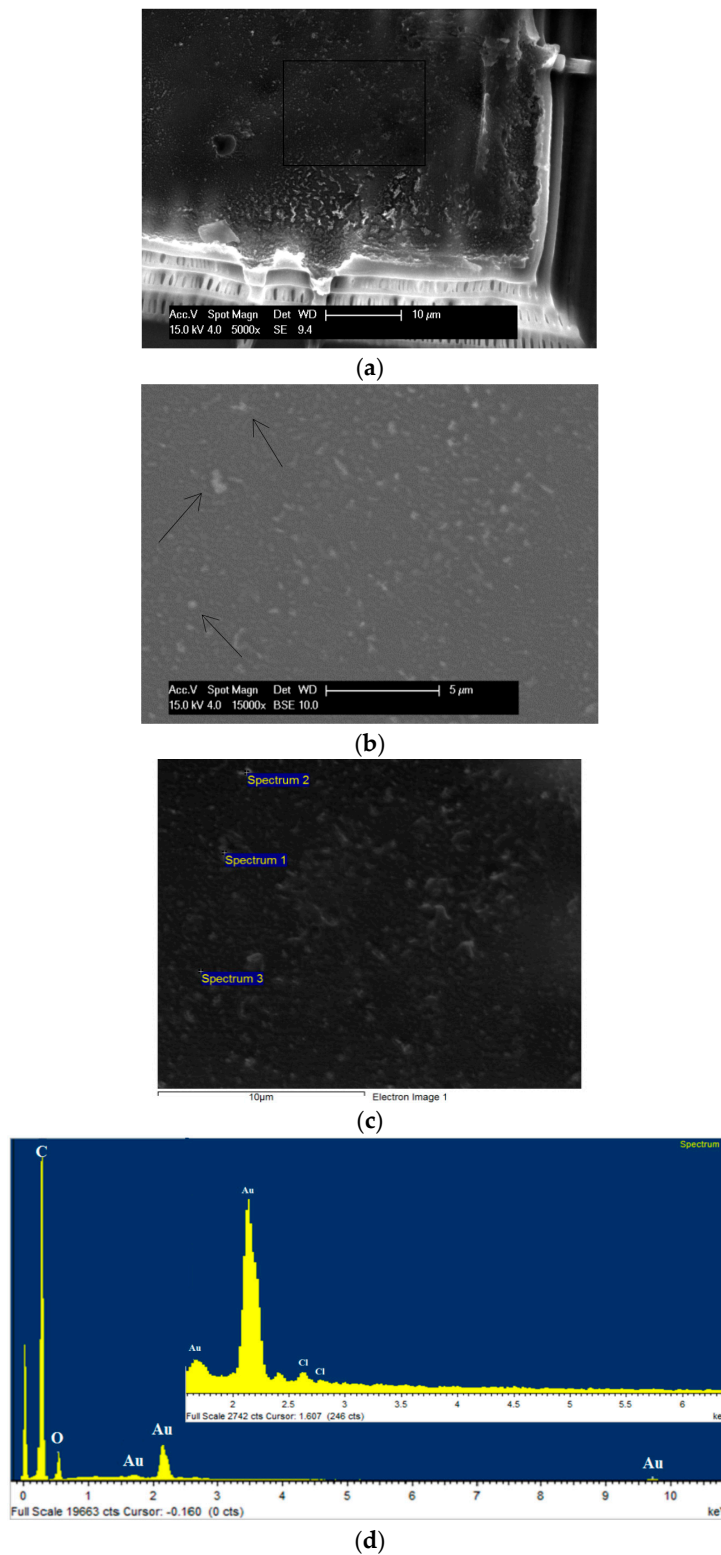 Acc.V Spot Magn Det WD 10 µm
15.0 kV 4.0 5000x SE 9.4
(a)
Acc.V Spot Magn Det WD 5 µm
15.0 kV 4.0 15000x BSE 10.0
(b)
Spectrum 2
Spectrum 1
Spectrum 3
10µm Electron Image 1
(c)
Spectrum
C
Au
Au
Cl
Cl
2 2.5 3 3.5 4 4.5 5 5.5 6
Full Scale 2742 cts Cursor: 1.607 (246 cts) ke
O
Au
Au
Au
0 1 2 3 4 5 6 7 8 9 10
Full Scale 19663 cts Cursor: -0.160 (0 cts) ke
(d)